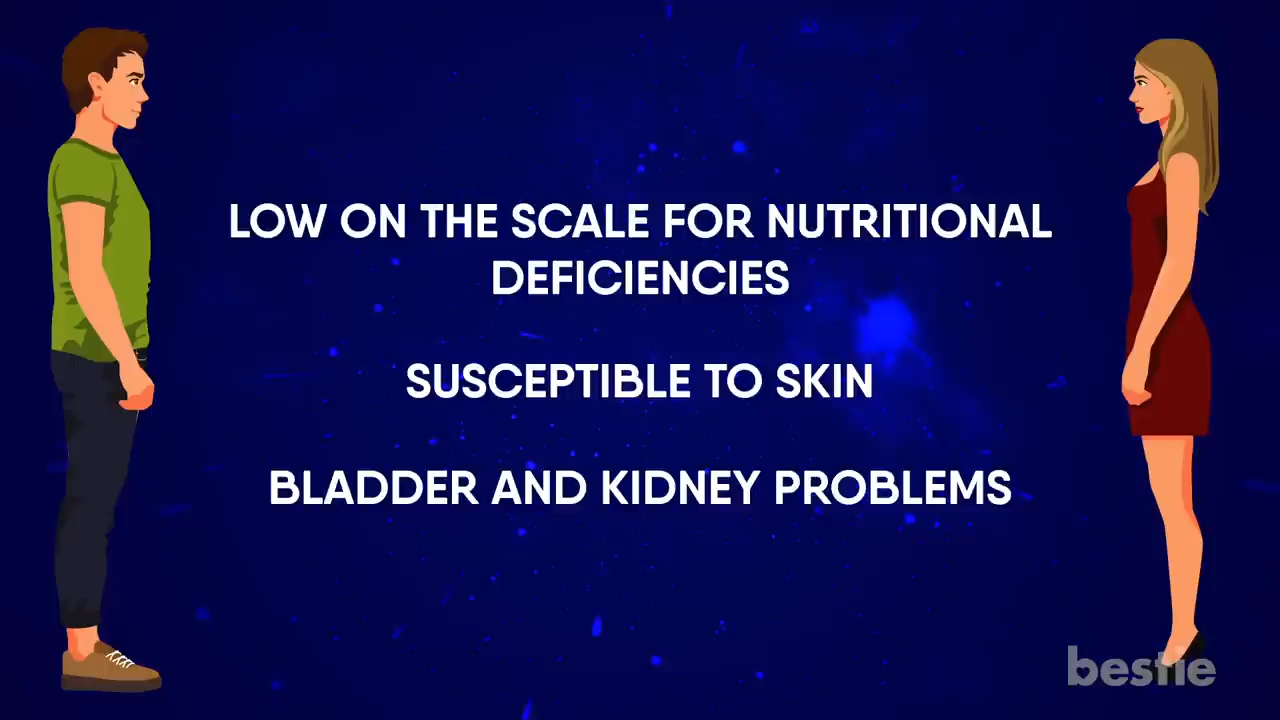 LOW ON THE SCALE FOR NUTRITIONAL
DEFICIENCIES
SUSCEPTIBLE TO SKIN
BLADDER AND KIDNEY PROBLEMS
bestie